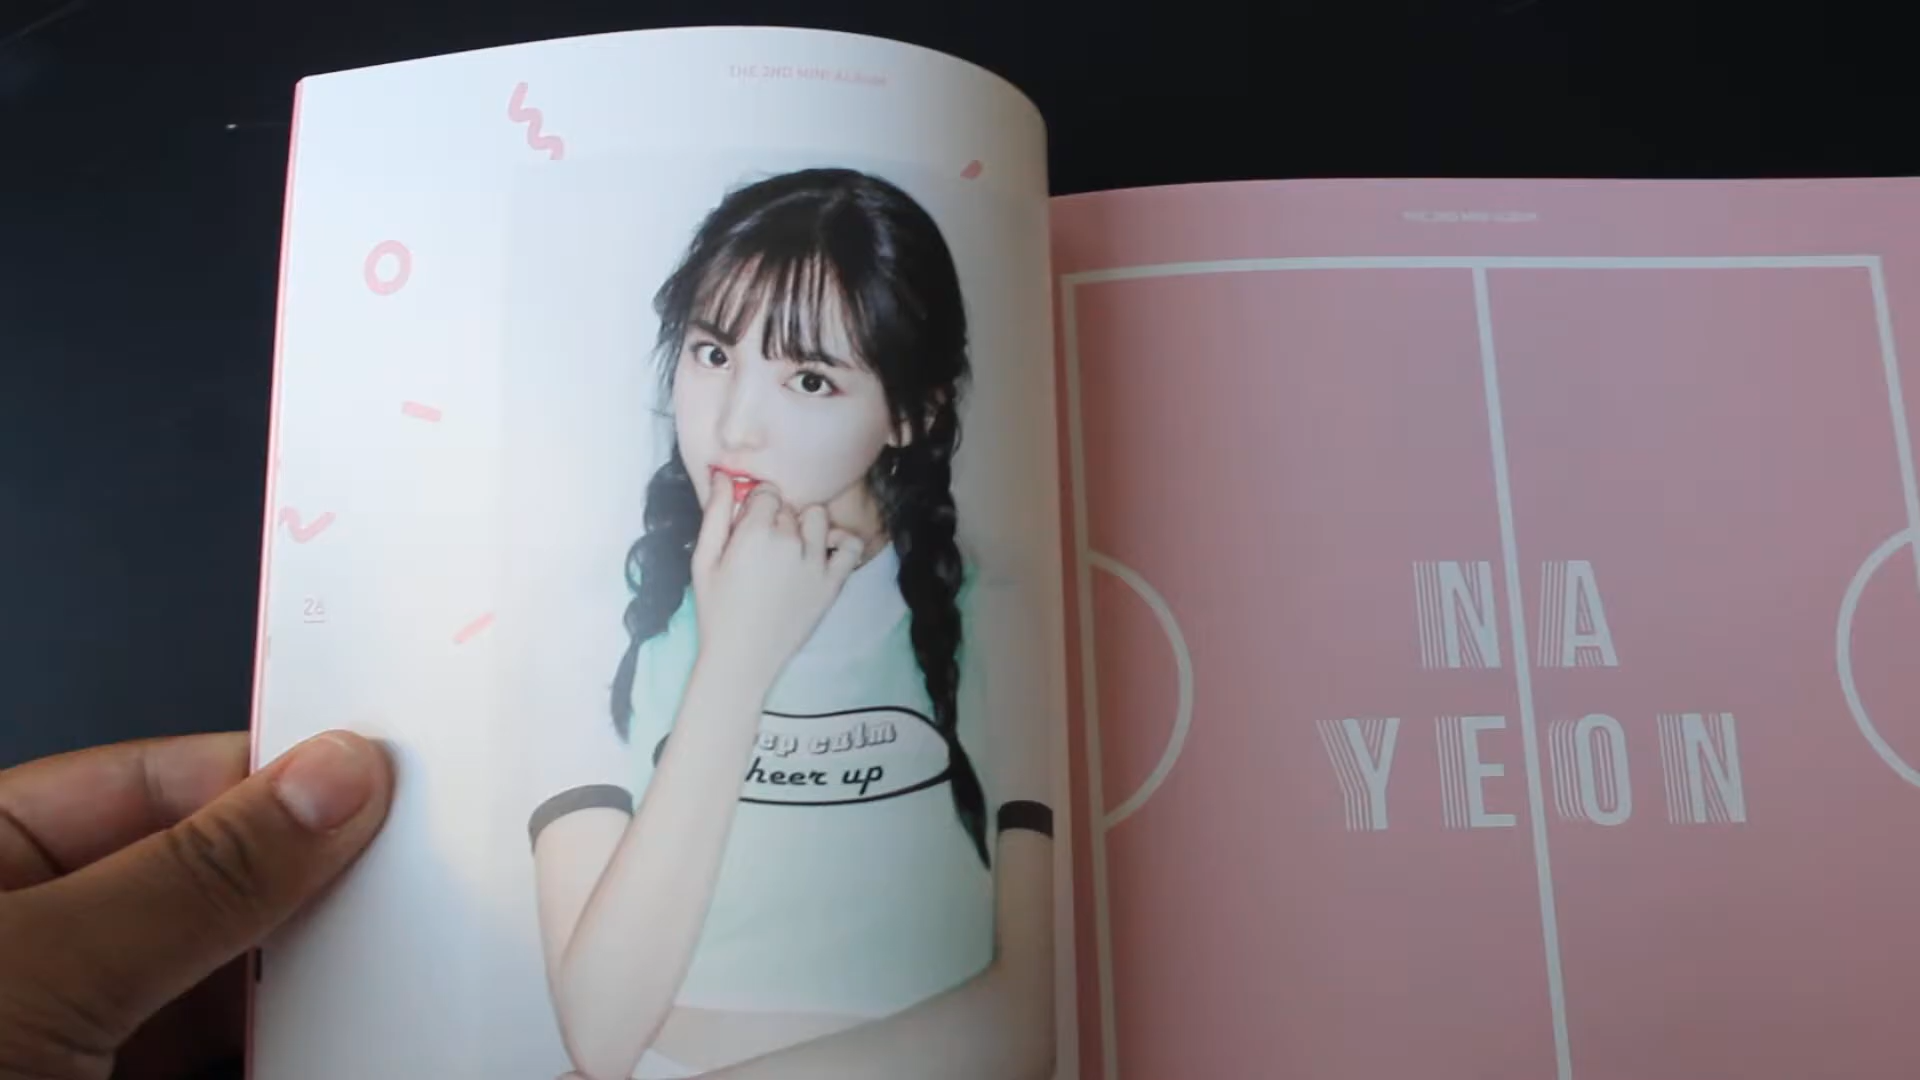 THE 2ND MINI ALBUM
26
eep calm
heer up
THE 2ND MINI ALBUM
NA
YEON